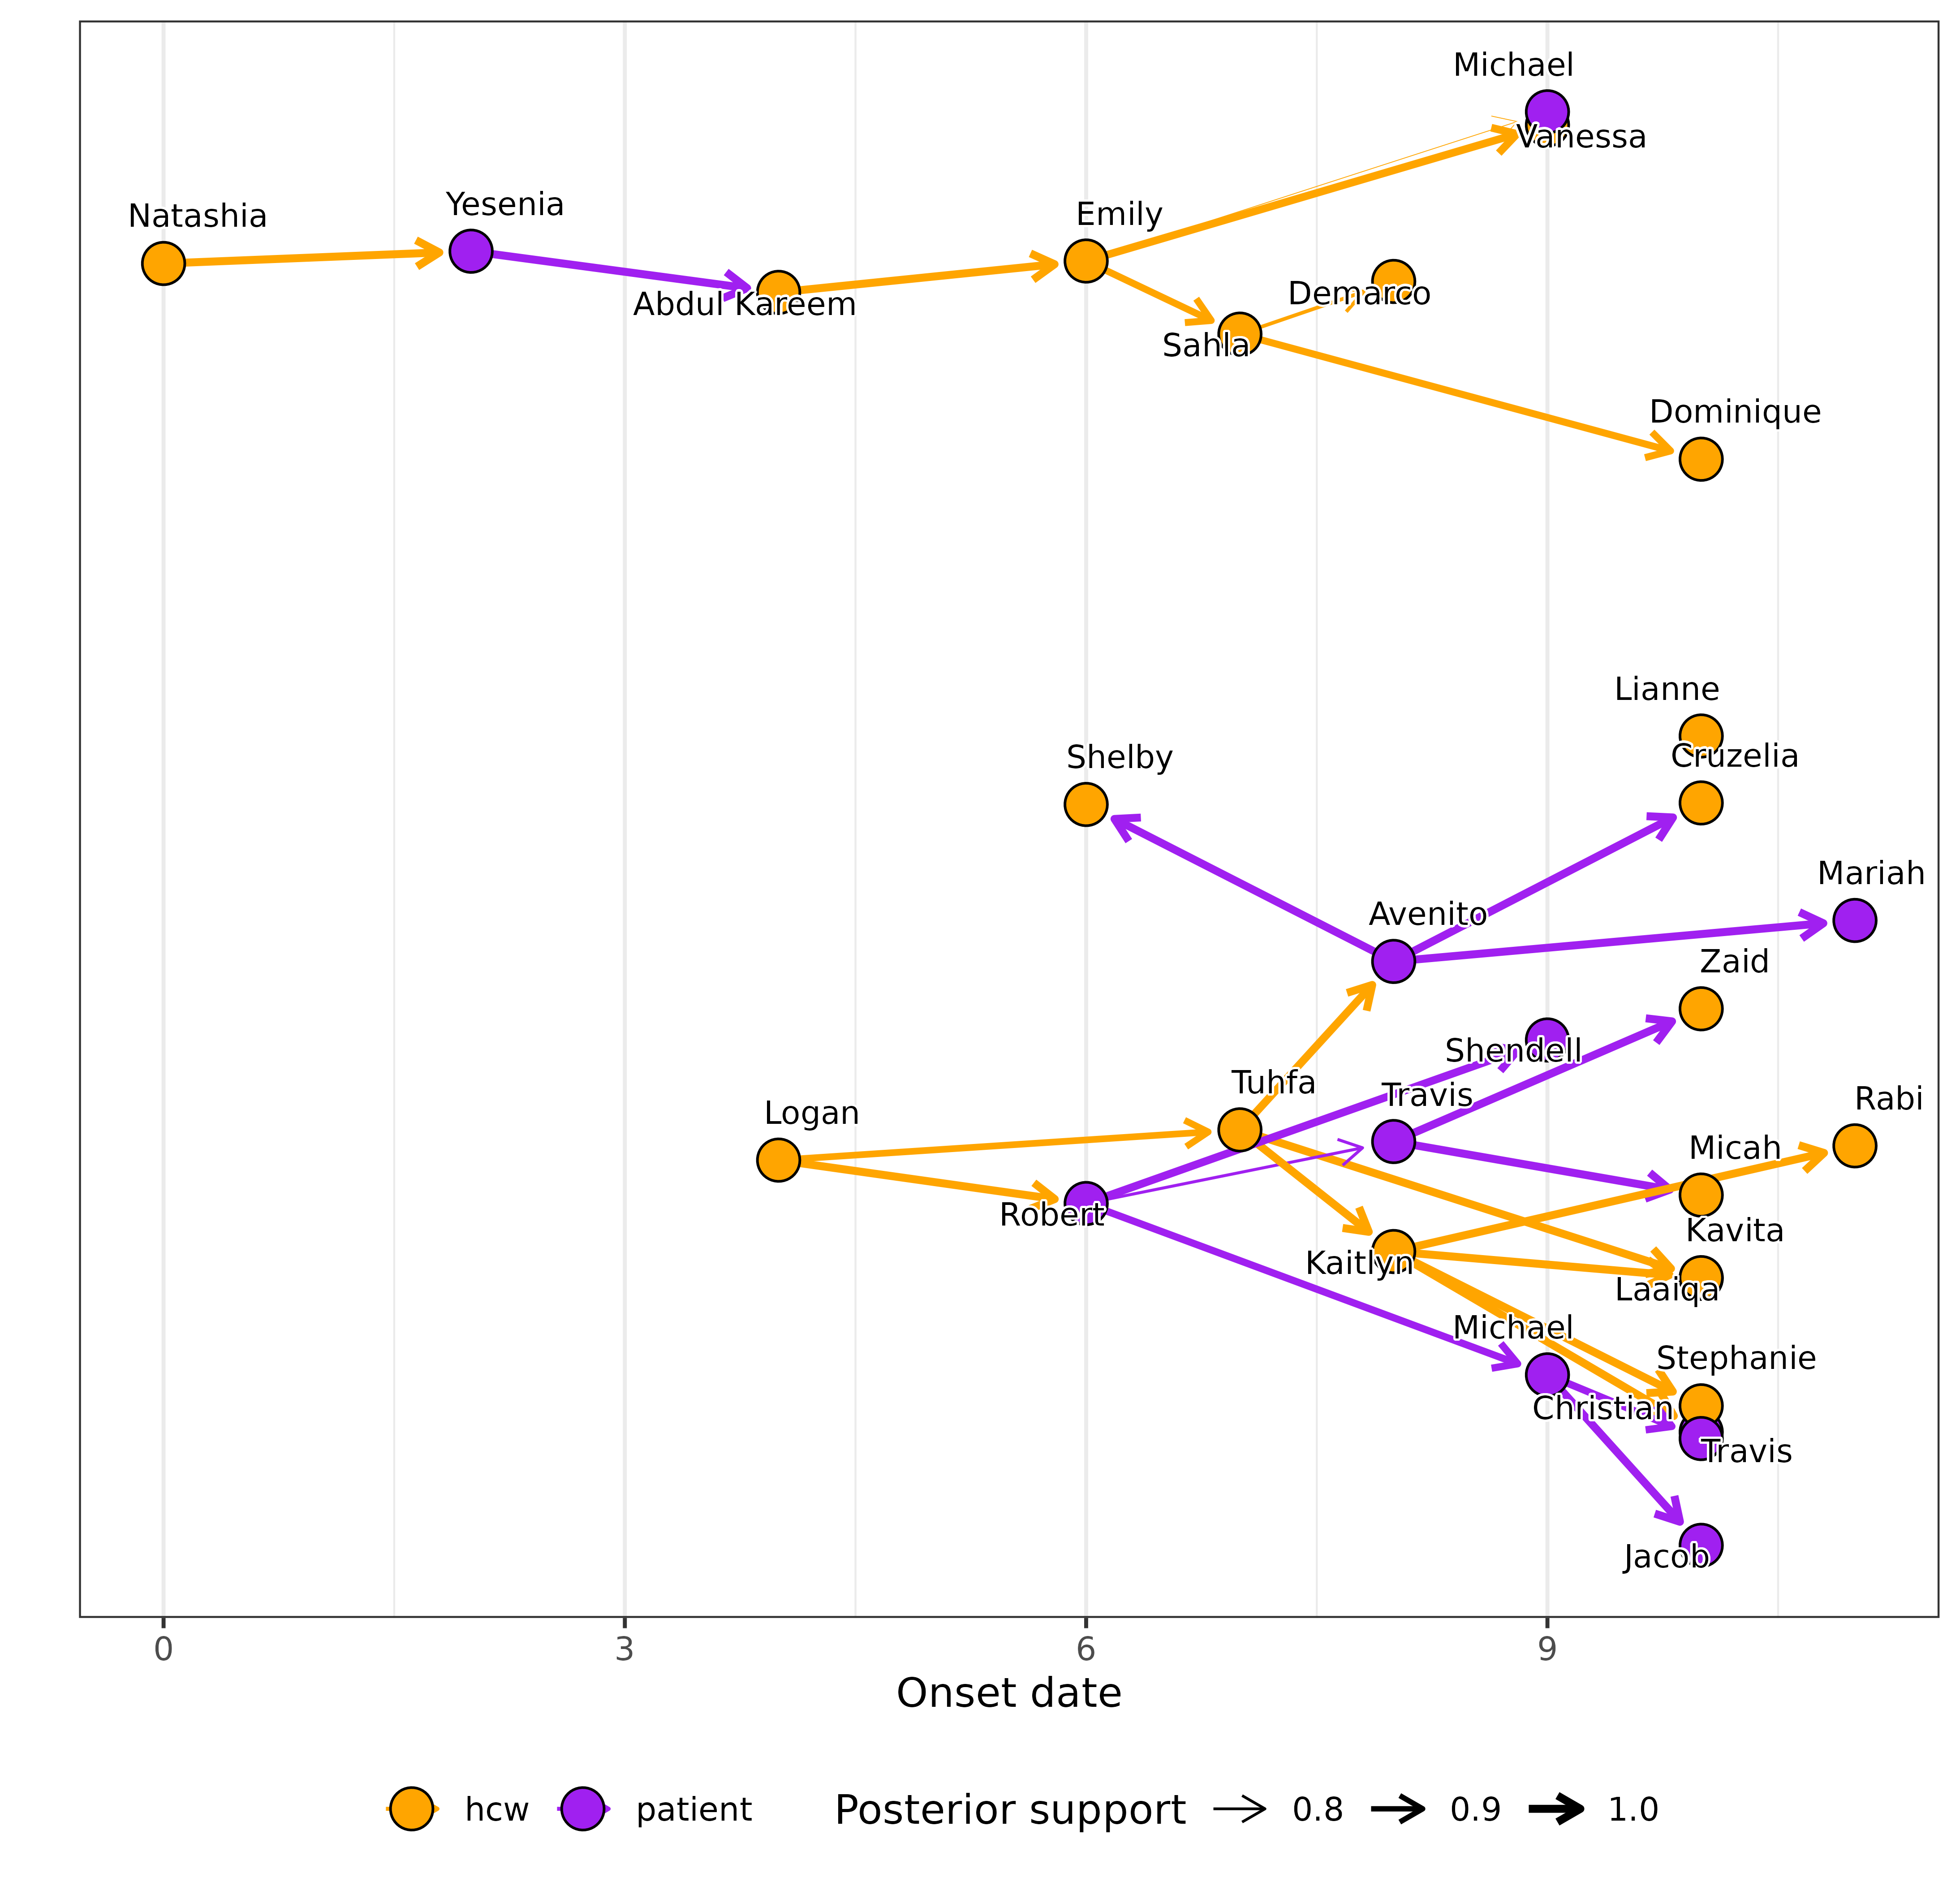 Michael
Vanessa
Natashia
Yesenia
Emily
Abdul Kareem
Demarco
Sahla
Dominique
Lianne
Shelby
Cruzelia
Mariah
Avenito
Zaid
Shendell
Tuhfa
Travis
Logan
Rabi
Micah
Robert
Kavita
Kaitlyn
Laaiqa
Michael
Stephanie
Christian
Travis
Jacob
0 3 6 9
Onset date
hcw patient Posterior support 0.8 0.9 1.0